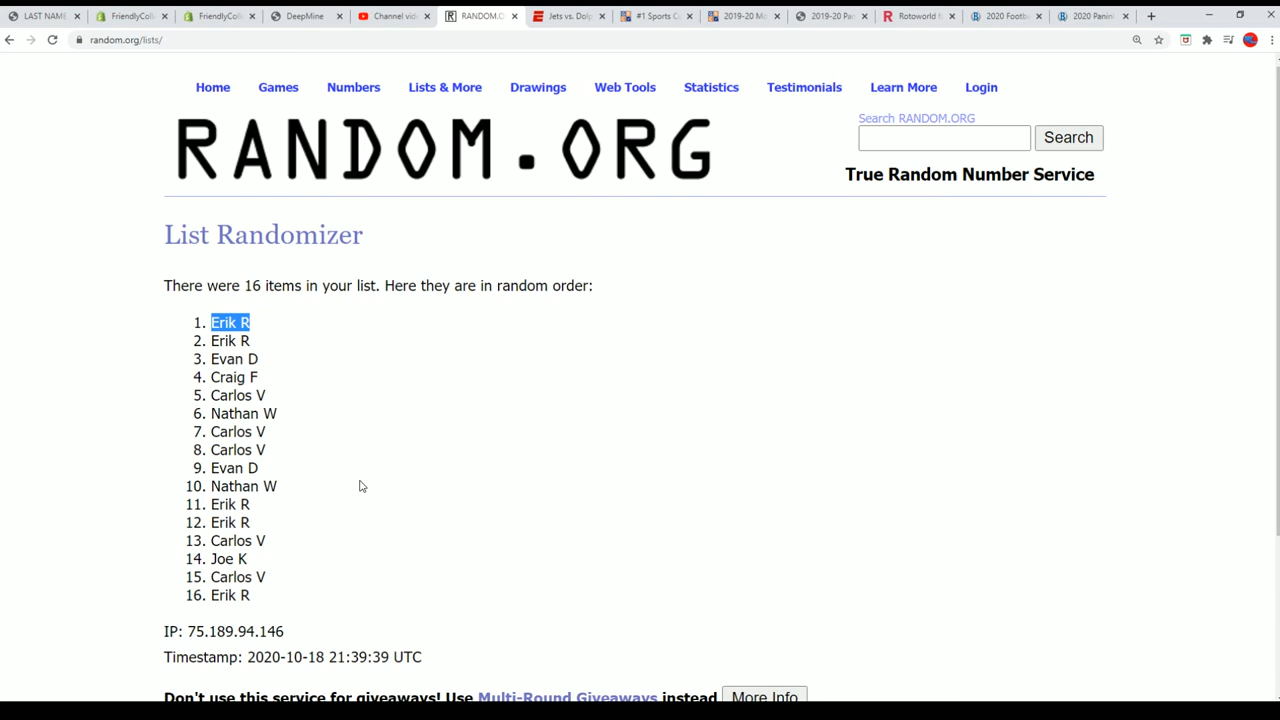 LAST NAME
FriendlyColl
FriendlyColl
DeepMine
Channel vide
RANDOM.O
Jets vs. Dolp
#1 Sports C
2019-20 Mo
2019-20 Pan
Rotoworld f
2020 Footb
2020 Panini
random.org/lists/
Home Games Numbers Lists & More Drawings Web Tools Statistics Testimonials Learn More Login
Search RANDOM.ORG
RANDOM.ORG
Search
True Random Number Service
List Randomizer
There were 16 items in your list. Here they are in random order:
1. Erik R
2. Erik R
3. Evan D
4. Craig F
5. Carlos V
6. Nathan W
7. Carlos V
8. Carlos V
9. Evan D
10. Nathan W
11. Erik R
12. Erik R
13. Carlos V
14. Joe K
15. Carlos V
16. Erik R
IP: 75.189.94.146
Timestamp: 2020-10-18 21:39:39 UTC
Don't use this service for giveaways! Use Multi-Round Giveaways instead More Info